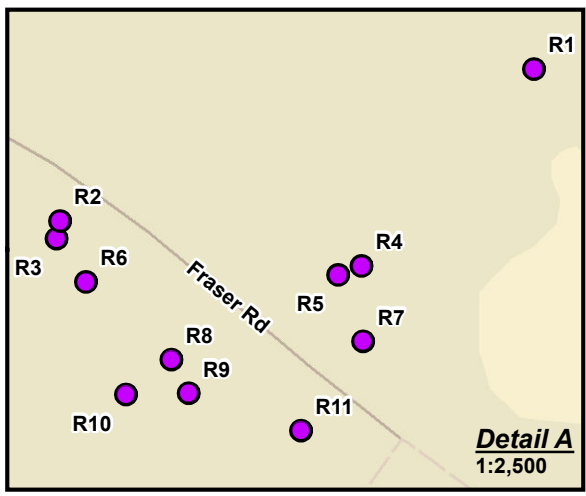 R1
R2
R3
R6
R4
R5
Fraser Rd
R7
R8
R9
R10
R11
Detail A
1:2,500